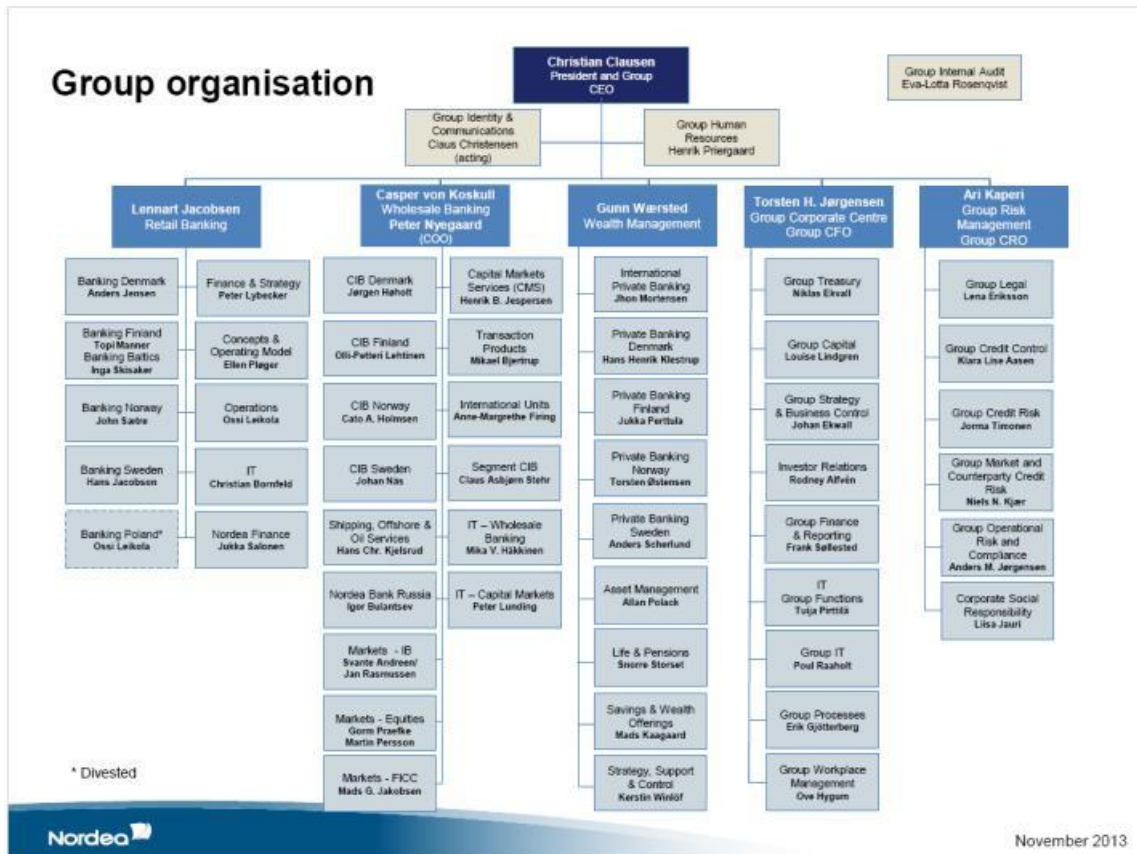 Group organisation
Christian Clausen
President and Group
CEO
Group Internal Audit
Eva-Lotta Rosenqvist
Group Identity &
Communications
Claus Christensen
(acting)
Group Human
Resources
Henrik Priergaard
Lennart Jacobsen
Retail Banking
Casper von Koskull
Wholesale Banking
Peter Nyegaard
(COO)
Gunn Wærsted
Wealth Management
Torsten H. Jørgensen
Group Corporate Centre
Group CFO
Ari Kaperi
Group Risk
Management
Group CRO
Banking Denmark
Anders Jensen
Banking Finland
Topi Manner
Banking Baltics
Inga Skisaker
Banking Norway
John Sætre
Banking Sweden
Hans Jacobson
Banking Poland*
Ossi Leikola
Finance & Strategy
Peter Lybecker
Concepts &
Operating Model
Ellen Pløger
Operations
Ossi Leikola
IT
Christian Bornfeld
Nordea Finance
Jukka Salonen
CIB Denmark
Jørgen Høholt
CIB Finland
Olli-Petteri Lehtinen
CIB Norway
Cato A. Holmsen
CIB Sweden
Johan Näs
Shipping, Offshore &
Oil Services
Hans Chr. Kjelsrud
Nordea Bank Russia
Igor Bulantsev
Markets - IB
Svante Andreen/
Jan Rasmussen
Markets - Equities
Gorm Praefke
Martin Persson
Markets - FICC
Mads G. Jakobsen
Capital Markets
Services (CMS)
Henrik B. Jespersen
Transaction
Products
Mikael Bjertrup
International Units
Anne-Margrethe Firing
Segment CIB
Claus Asbjørn Stehr
IT – Wholesale
Banking
Mika V. Häkkinen
IT – Capital Markets
Peter Lunding
International
Private Banking
Jhon Mortensen
Private Banking
Denmark
Hans Henrik Klestrup
Private Banking
Finland
Jukka Perttula
Private Banking
Norway
Torsten Østensen
Private Banking
Sweden
Anders Scherlund
Asset Management
Allan Polack
Life & Pensions
Snorre Storset
Savings & Wealth
Offerings
Mads Kaagaard
Strategy, Support
& Control
Kerstin Winlöf
Group Treasury
Niklas Ekvall
Group Capital
Louise Lindgren
Group Strategy
& Business Control
Johan Ekwall
Investor Relations
Rodney Alfvén
Group Finance
& Reporting
Frank Søllested
IT
Group Functions
Tuija Pirttilä
Group IT
Poul Raaholt
Group Processes
Erik Gjötterberg
Group Workplace
Management
Ove Hygum
Group Legal
Lena Eriksson
Group Credit Control
Klara Lise Aasen
Group Credit Risk
Jorma Timonen
Group Market and
Counterparty Credit
Risk
Niels N. Kjær
Group Operational
Risk and
Compliance
Anders M. Jørgensen
Corporate Social
Responsibility
Liisa Jauri
* Divested
Nordea
November 2013